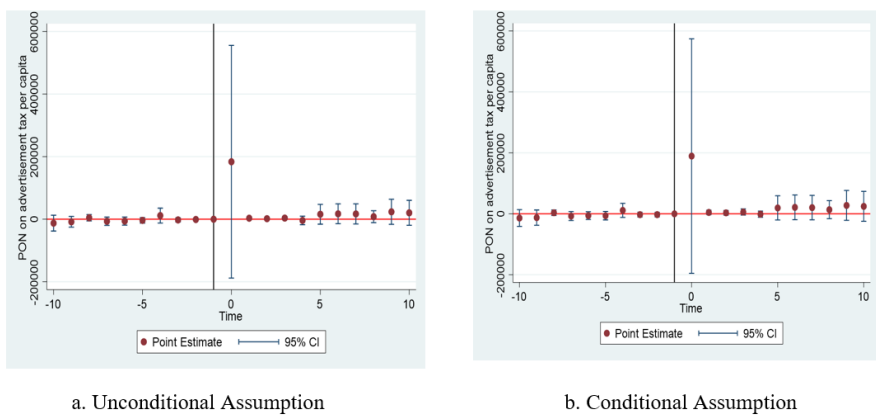 PON on advertisement tax per capita
600000
400000
200000
0
-200000
-10
-5
0
5
10
Time
Point Estimate
95% CI
a. Unconditional Assumption
PON on advertisement tax per capita
600000
400000
200000
0
-200000
-10
-5
0
5
10
Time
Point Estimate
95% CI
b. Conditional Assumption